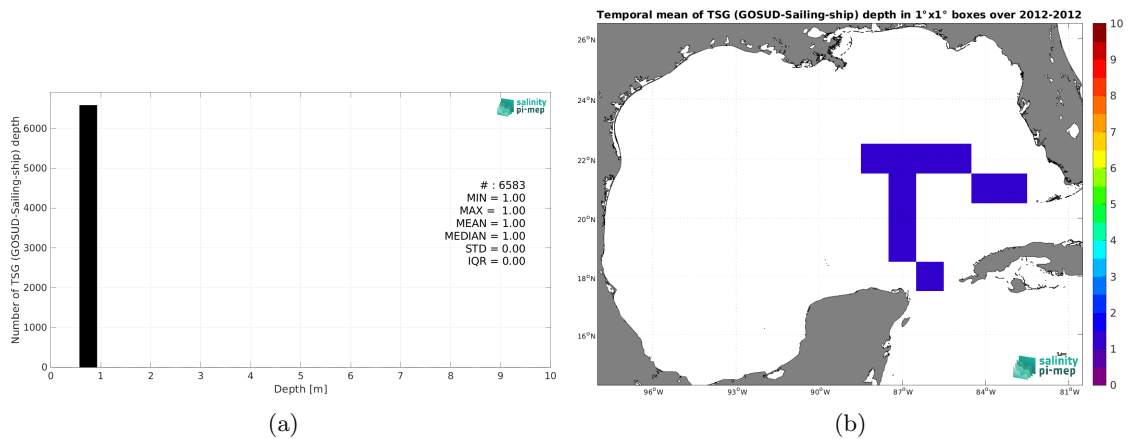 salinity
pi-mep
Number of TSG (GOSUD-Sailing-ship) depth
6000
5000
4000
3000
2000
1000
0
# : 6583
MIN = 1.00
MAX = 1.00
MEAN = 1.00
MEDIAN = 1.00
STD = 0.00
IQR = 0.00
0 1 2 3 4 5 6 7 8 9 10
Depth [m]
(a)
Temporal mean of TSG (GOSUD-Sailing-ship) depth in 1°x1° boxes over 2012-2012
26°N
24°N
22°N
20°N
18°N
16°N
96°W 93°W 90°W 87°W 84°W 81°W
salinity
pi-mep
10
9
8
7
6
5
4
3
2
1
0
(b)